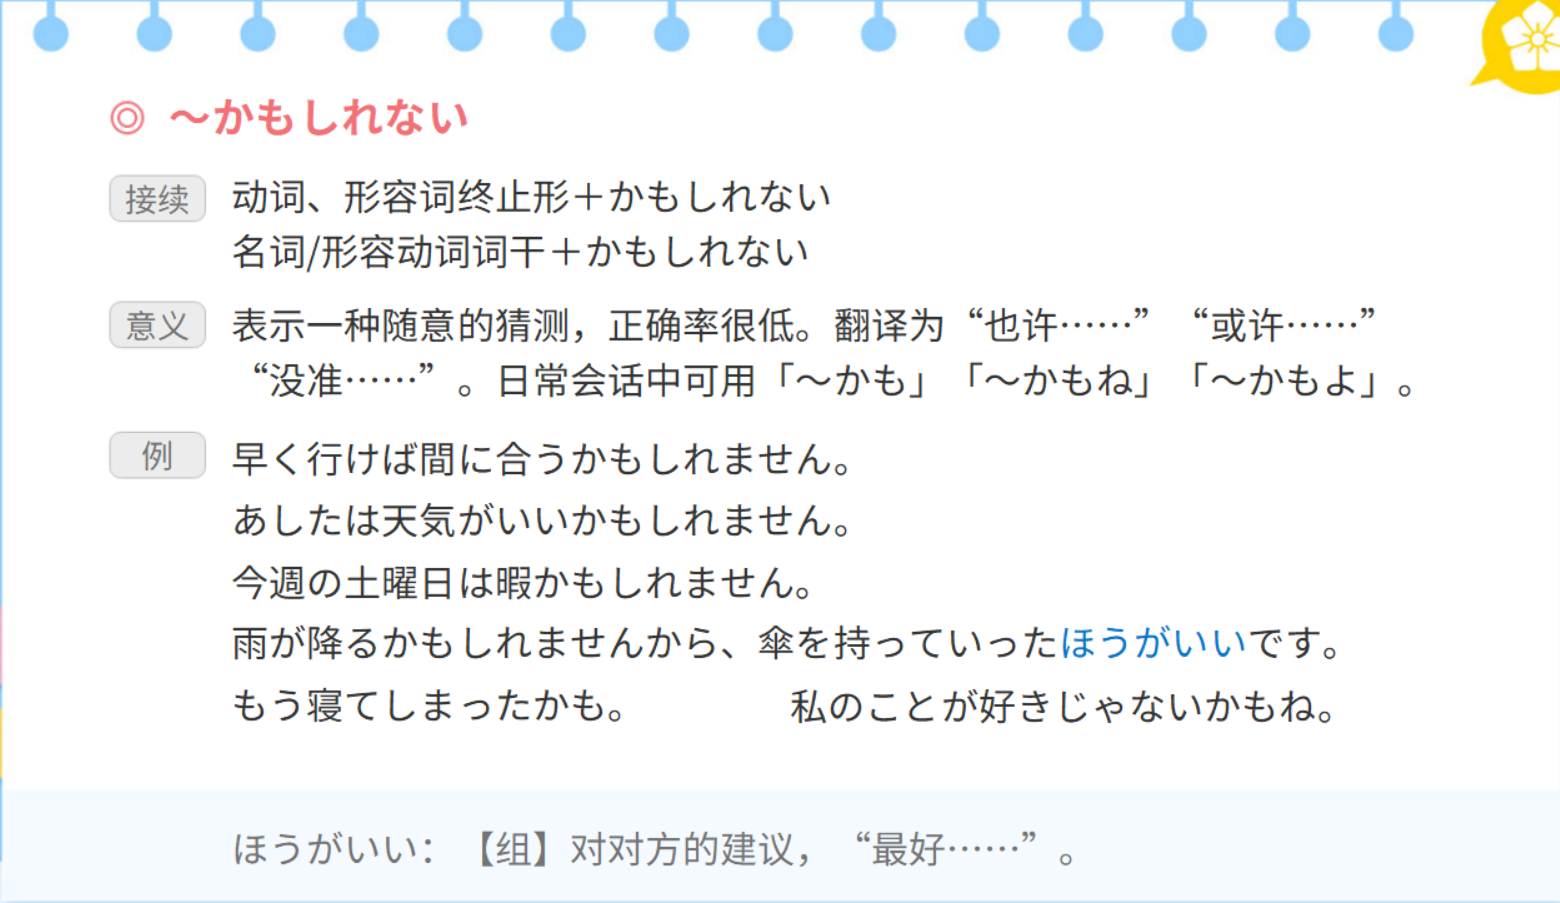 ◎ ～かもしれない
接续 动词、形容词终止形＋かもしれない
名词/形容动词词干＋かもしれない
意义 表示一种随意的猜测，正确率很低。翻译为“也许……”“或许……”
“没准……”。日常会话中可用「～かも」「～かもね」「～かもよ」。
例 早く行けば間に合うかもしれません。
あしたは天気がいいかもしれません。
今週の土曜日は暇かもしれません。
雨が降るかもしれませんから、傘を持っていったほうがいいです。
もう寝てしまったかも。 私のことが好きじゃないかもね。
ほうがいい：【组】对对方的建议，“最好……”。